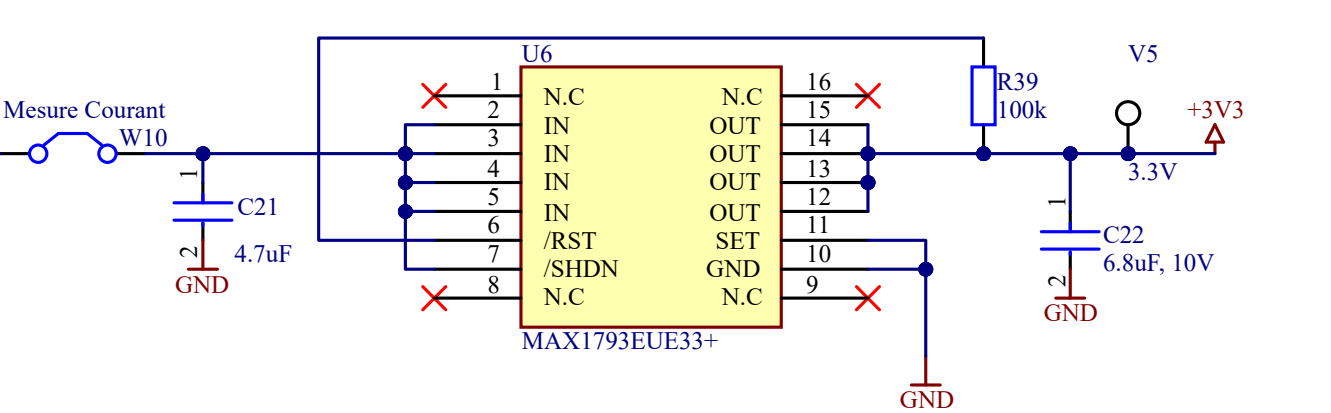 U6
V5
Mesure Courant
W10
1
2
C21
4.7uF
GND
1
2
3
4
5
6
7
8
N.C
IN
IN
IN
IN
/RST
/SHDN
N.C
N.C
OUT
OUT
OUT
OUT
SET
GND
N.C
16
15
14
13
12
11
10
9
MAX1793EUE33+
R39
100k
+3V3
3.3V
1
2
C22
6.8uF, 10V
GND
GND